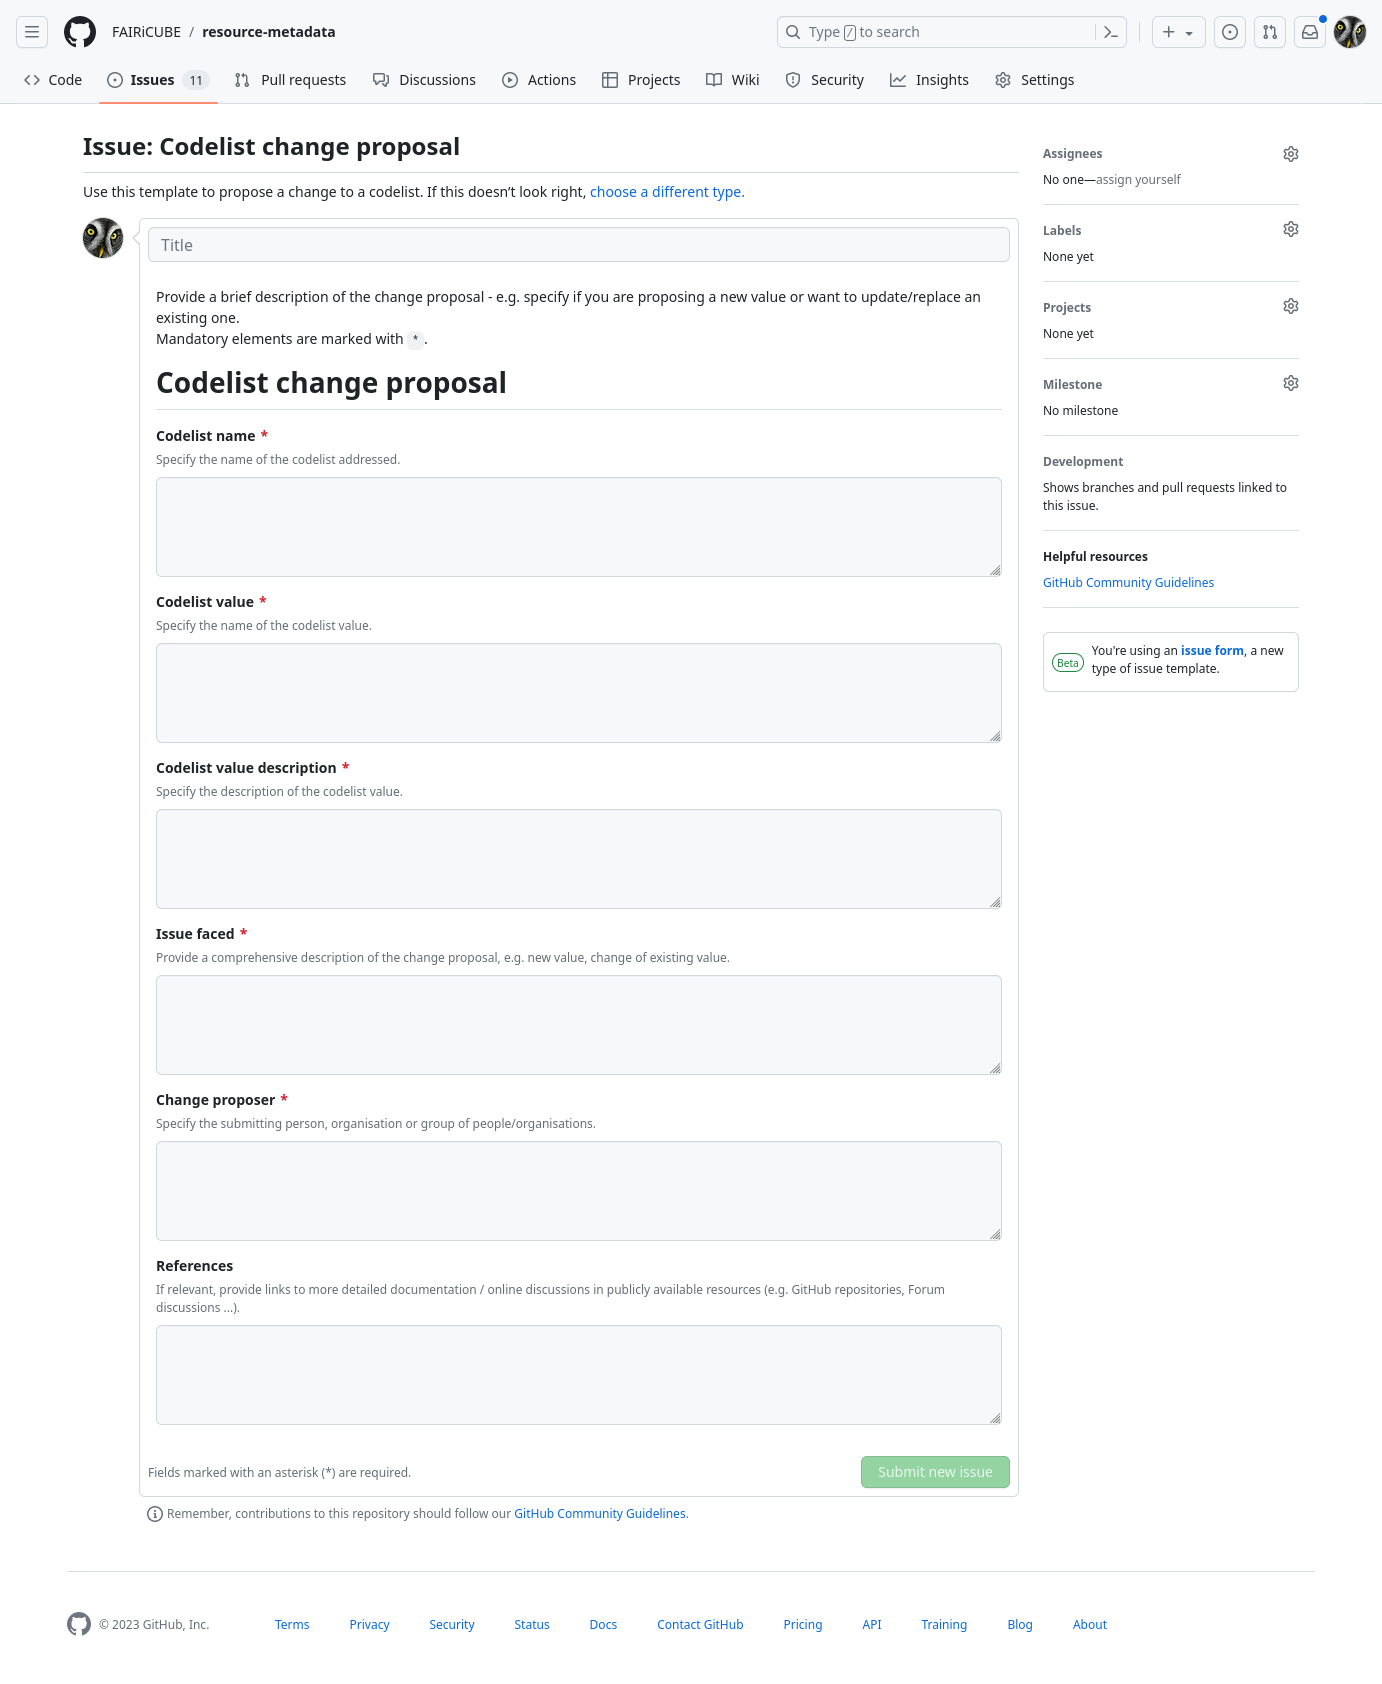 FAIRiCUBE / resource-metadata
Type / to search
Code
Issues 11
Pull requests
Discussions
Actions
Projects
Wiki
Security
Insights
Settings
Issue: Codelist change proposal
Use this template to propose a change to a codelist. If this doesn’t look right, choose a different type.
Title
Provide a brief description of the change proposal - e.g. specify if you are proposing a new value or want to update/replace an
existing one.
Mandatory elements are marked with *.
Codelist change proposal
Codelist name *
Specify the name of the codelist addressed.
Codelist value *
Specify the name of the codelist value.
Codelist value description *
Specify the description of the codelist value.
Issue faced *
Provide a comprehensive description of the change proposal, e.g. new value, change of existing value.
Change proposer *
Specify the submitting person, organisation or group of people/organisations.
References
If relevant, provide links to more detailed documentation / online discussions in publicly available resources (e.g. GitHub repositories, Forum
discussions ...).
Fields marked with an asterisk (*) are required.
Submit new issue
Remember, contributions to this repository should follow our GitHub Community Guidelines.
Assignees
No one—assign yourself
Labels
None yet
Projects
None yet
Milestone
No milestone
Development
Shows branches and pull requests linked to
this issue.
Helpful resources
GitHub Community Guidelines
Beta
You're using an issue form, a new
type of issue template.
© 2023 GitHub, Inc.
Terms
Privacy
Security
Status
Docs
Contact GitHub
Pricing
API
Training
Blog
About